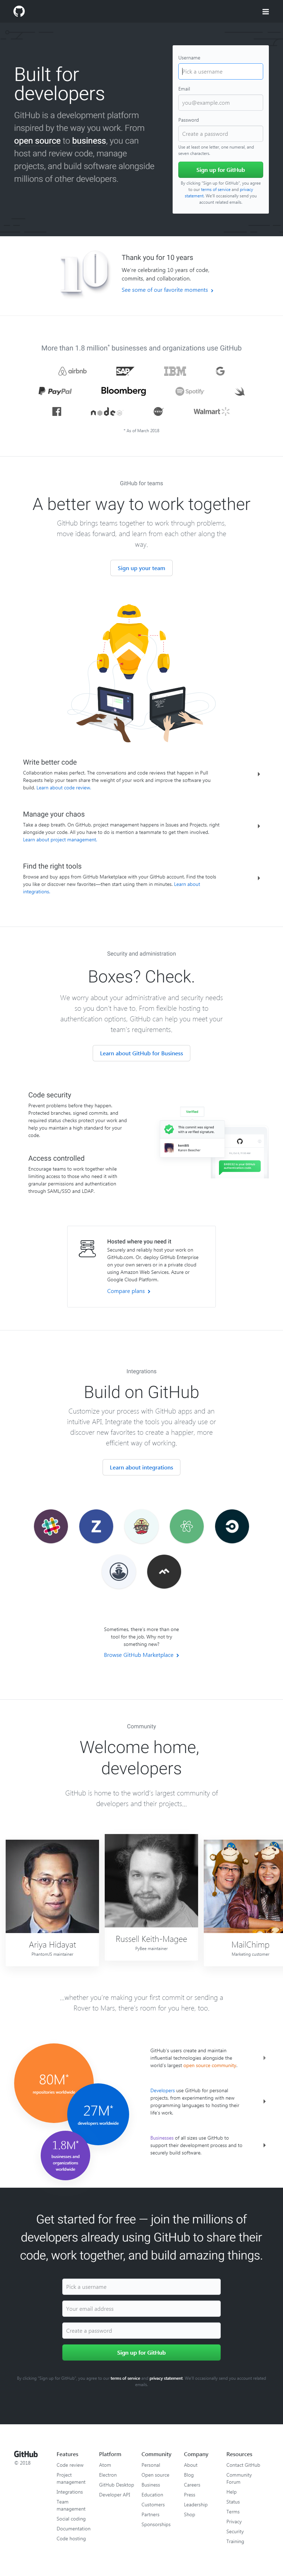 Built for
developers
GitHub is a development platform
inspired by the way you work. From
open source to business, you can
host and review code, manage
projects, and build software alongside
millions of other developers.
Username
Pick a username
Email
you@example.com
Password
Create a password
Use at least one letter, one numeral, and
seven characters.
Sign up for GitHub
By clicking "Sign up for GitHub", you agree
to our terms of service and privacy
statement. We'll occasionally send you
account related emails.
10
Thank you for 10 years
We're celebrating 10 years of code,
commits, and collaboration.
See some of our favorite moments
More than 1.8 million* businesses and organizations use GitHub
airbnb
SAP
IBM
PayPal
Bloomberg
Spotify
node
Walmart
* As of March 2018
GitHub for teams
A better way to work together
GitHub brings teams together to work through problems,
move ideas forward, and learn from each other along the
way.
Sign up your team
Write better code
Collaboration makes perfect. The conversations and code reviews that happen in Pull
Requests help your team share the weight of your work and improve the software you
build. Learn about code review.
Manage your chaos
Take a deep breath. On GitHub, project management happens in Issues and Projects, right
alongside your code. All you have to do is mention a teammate to get them involved.
Learn about project management.
Find the right tools
Browse and buy apps from GitHub Marketplace with your GitHub account. Find the tools
you like or discover new favorites—then start using them in minutes. Learn about
integrations.
Security and administration
Boxes? Check.
We worry about your administrative and security needs
so you don't have to. From flexible hosting to
authentication options, GitHub can help you meet your
team's requirements.
Learn about GitHub for Business
Code security
Prevent problems before they happen.
Protected branches, signed commits, and
required status checks protect your work and
help you maintain a high standard for your
code.
Access controlled
Encourage teams to work together while
limiting access to those who need it with
granular permissions and authentication
through SAML/SSO and LDAP.
Verified
This commit was signed
with a verified signature.
Hosted where you need it
Securely and reliably host your work on
GitHub.com. Or, deploy GitHub Enterprise
on your own servers or in a private cloud
using Amazon Web Services, Azure or
Google Cloud Platform.
Compare plans
Integrations
Build on GitHub
Customize your process with GitHub apps and an
intuitive API. Integrate the tools you already use or
discover new favorites to create a happier, more
efficient way of working.
Learn about integrations
Z
Sometimes, there's more than one
tool for the job. Why not try
something new?
Browse GitHub Marketplace
Community
Welcome home,
developers
GitHub is home to the world's largest community of
developers and their projects...
Ariya Hidayat
PhantomJS maintainer
Russell Keith-Magee
PyBee maintainer
MailChimp
Marketing customer
...whether you're making your first commit or sending a
Rover to Mars, there's room for you here, too.
80M*
repositories worldwide
27M*
developers worldwide
1.8M*
businesses and
organizations
worldwide
GitHub's users create and maintain
influential technologies alongside the
world's largest open source community.
Developers use GitHub for personal
projects, from experimenting with new
programming languages to hosting their
life's work.
Businesses of all sizes use GitHub to
support their development process and to
securely build software.
Get started for free — join the millions of
developers already using GitHub to share their
code, work together, and build amazing things.
Pick a username
Your email address
Create a password
Sign up for GitHub
By clicking "Sign up for GitHub", you agree to our terms of service and privacy statement. We'll occasionally send you account-related
emails.
GitHub
© 2018
Features
Code review
Project
management
Integrations
Team
management
Social coding
Documentation
Code hosting
Platform
Atom
Electron
GitHub Desktop
Developer API
Community
Personal
Open source
Business
Education
Customers
Partners
Sponsorships
Company
About
Blog
Careers
Press
Leadership
Shop
Resources
Contact GitHub
Community
Forum
Help
Status
Terms
Privacy
Security
Training